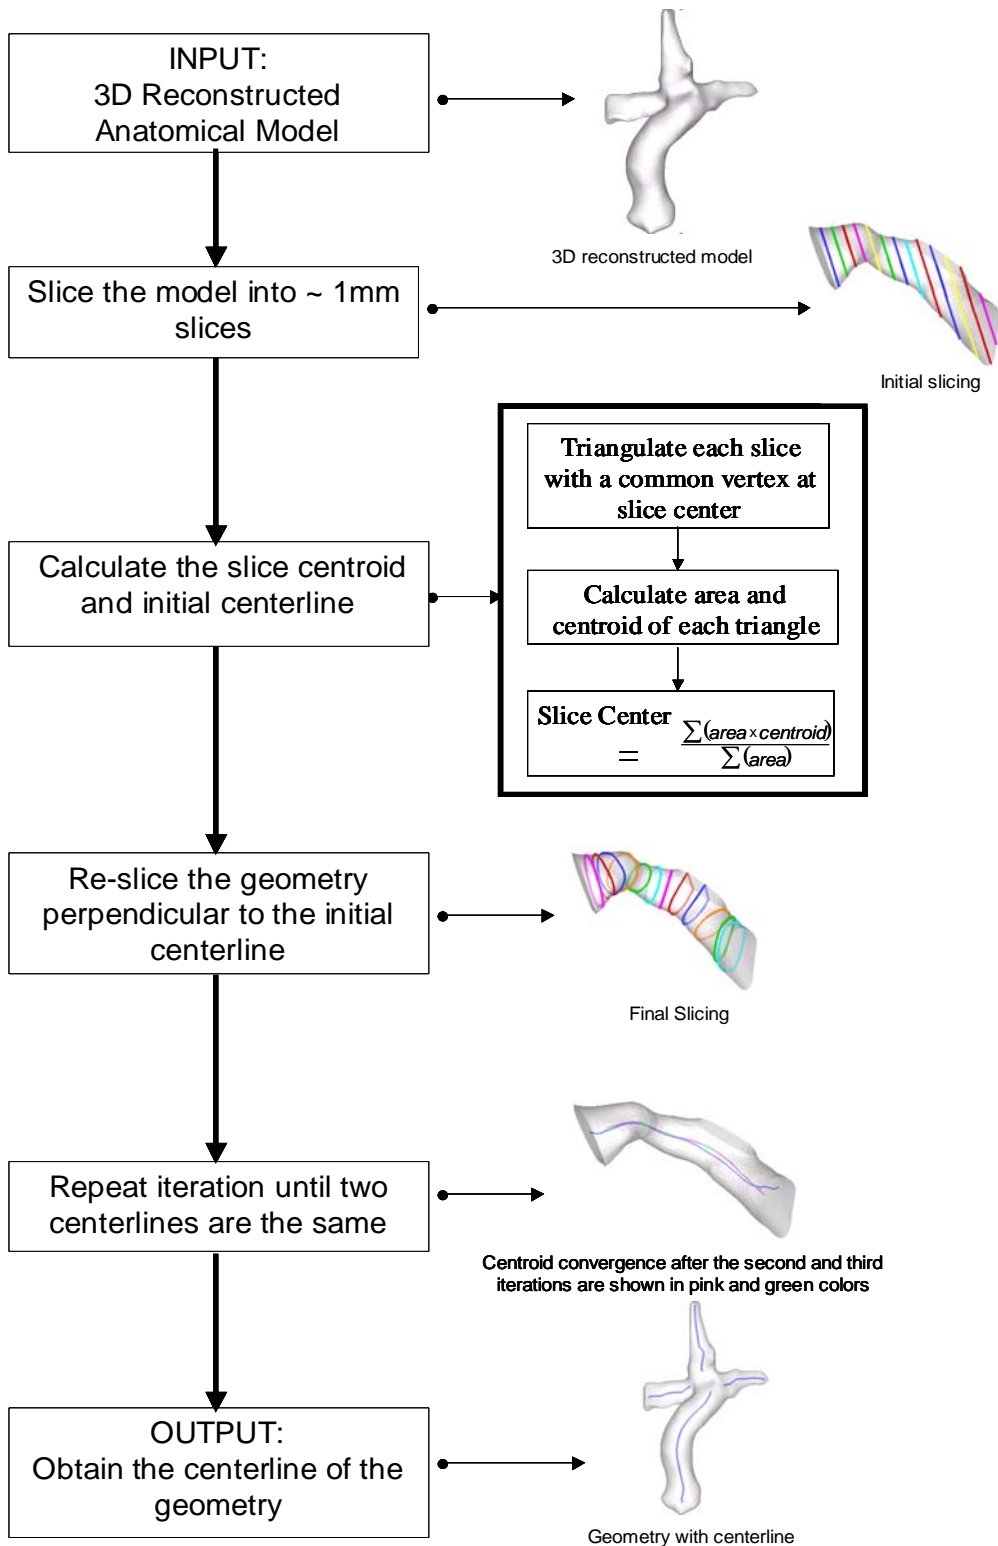 INPUT:
3D Reconstructed
Anatomical Model
3D reconstructed model
Slice the model into ~ 1mm
slices
Initial slicing
Triangulate each slice
with a common vertex at
slice center
Calculate the slice centroid
and initial centerline
Calculate area and
centroid of each triangle
Slice Center
= ∑(area×centroid)
∑(area)
Re-slice the geometry
perpendicular to the initial
centerline
Final Slicing
Repeat iteration until two
centerlines are the same
Centroid convergence after the second and third
iterations are shown in pink and green colors
OUTPUT:
Obtain the centerline of the
geometry
Geometry with centerline